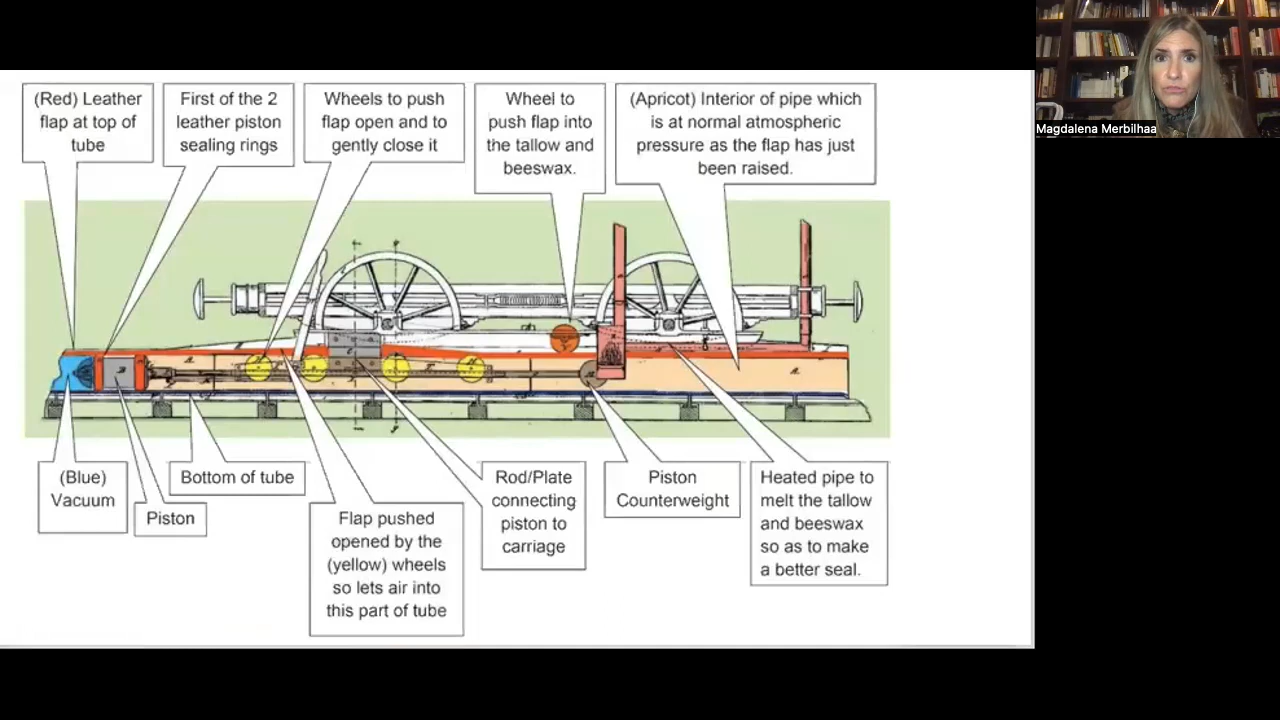 Magdalena Merbilhaa
(Red) Leather
flap at top of
tube
First of the 2
leather piston
sealing rings
Wheels to push
flap open and to
gently close it
Wheel to
push flap into
the tallow and
beeswax.
(Apricot) Interior of pipe which
is at normal atmospheric
pressure as the flap has just
been raised.
(Blue)
Vacuum
Piston
Bottom of tube
Flap pushed
opened by the
(yellow) wheels
so lets air into
this part of tube
Rod/Plate
connecting
piston to
carriage
Piston
Counterweight
Heated pipe to
melt the tallow
and beeswax
so as to make
a better seal.